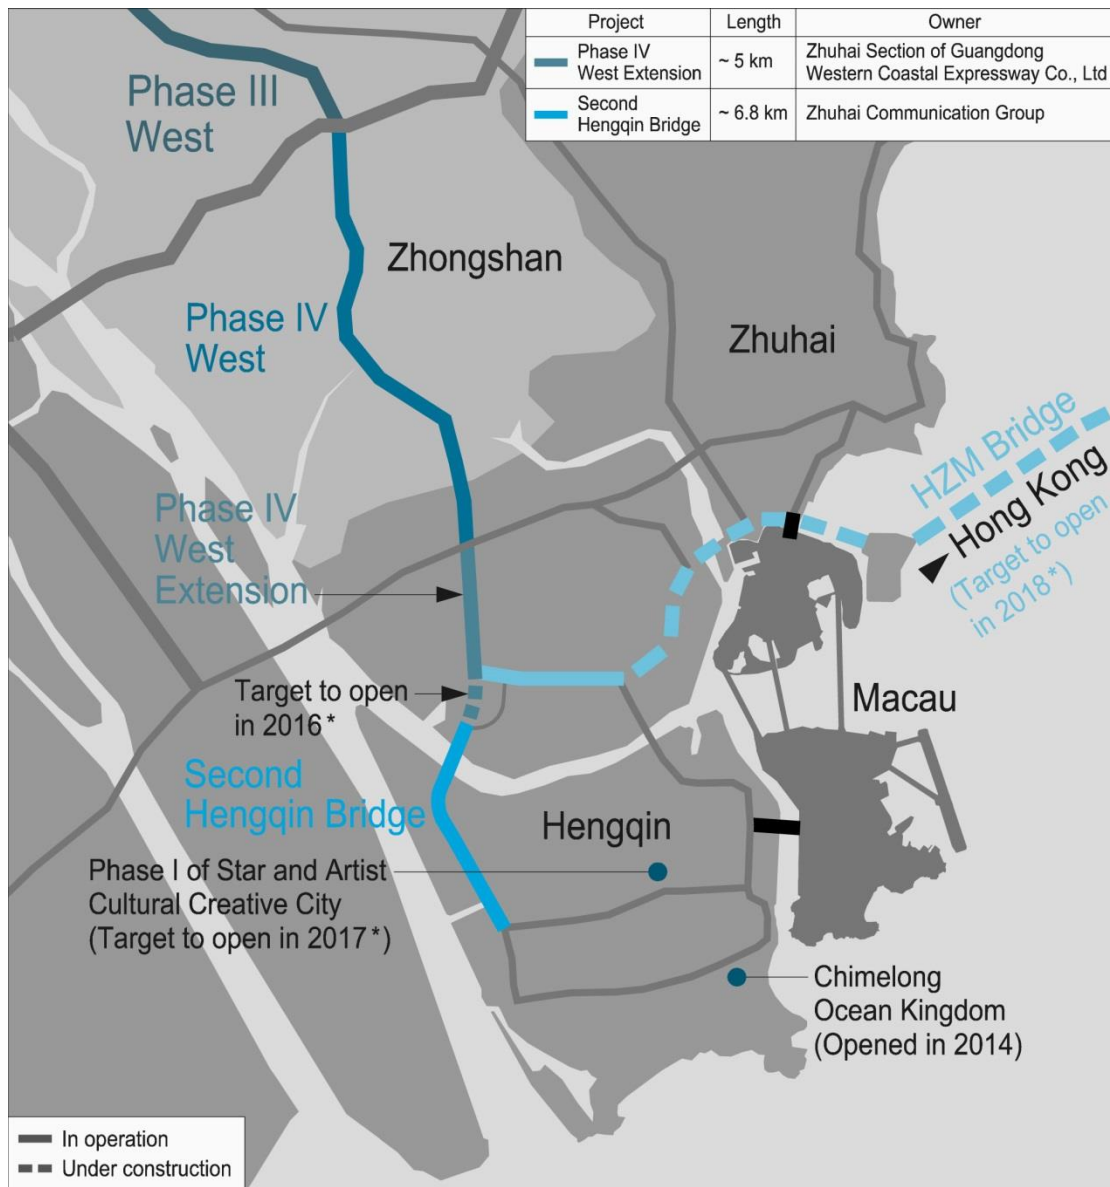 Project Length Owner
Phase IV
West Extension
~ 5 km
Zhuhai Section of Guangdong
Western Coastal Expressway Co., Ltd
Second
Hengqin Bridge
~ 6.8 km
Zhuhai Communication Group
Phase III
West
Zhongshan
Phase IV
West
Zhuhai
HZM Bridge
Hong Kong
(Target to open
in 2018*)
Phase IV
West
Extension
Target to open
in 2016*
Macau
Second
Hengqin Bridge
Hengqin
Phase I of Star and Artist
Cultural Creative City
(Target to open in 2017*)
Chimelong
Ocean Kingdom
(Opened in 2014)
In operation
Under construction